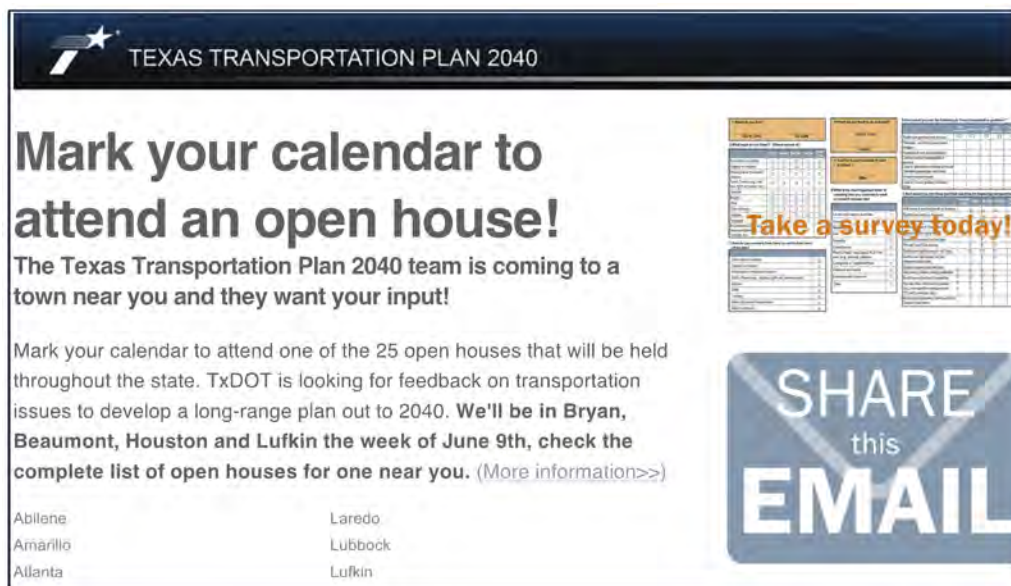 TEXAS TRANSPORTATION PLAN 2040
Mark your calendar to
attend an open house!
The Texas Transportation Plan 2040 team is coming to a
town near you and they want your input!
Mark your calendar to attend one of the 25 open houses that will be held
throughout the state. TxDOT is looking for feedback on transportation
issues to develop a long-range plan out to 2040. We'll be in Bryan,
Beaumont, Houston and Lufkin the week of June 9th, check the
complete list of open houses for one near you. (More information>>)
Abilene
Amarillo
Atlanta
Laredo
Lubbock
Lufkin
Take a survey today!
SHARE
this
EMAIL